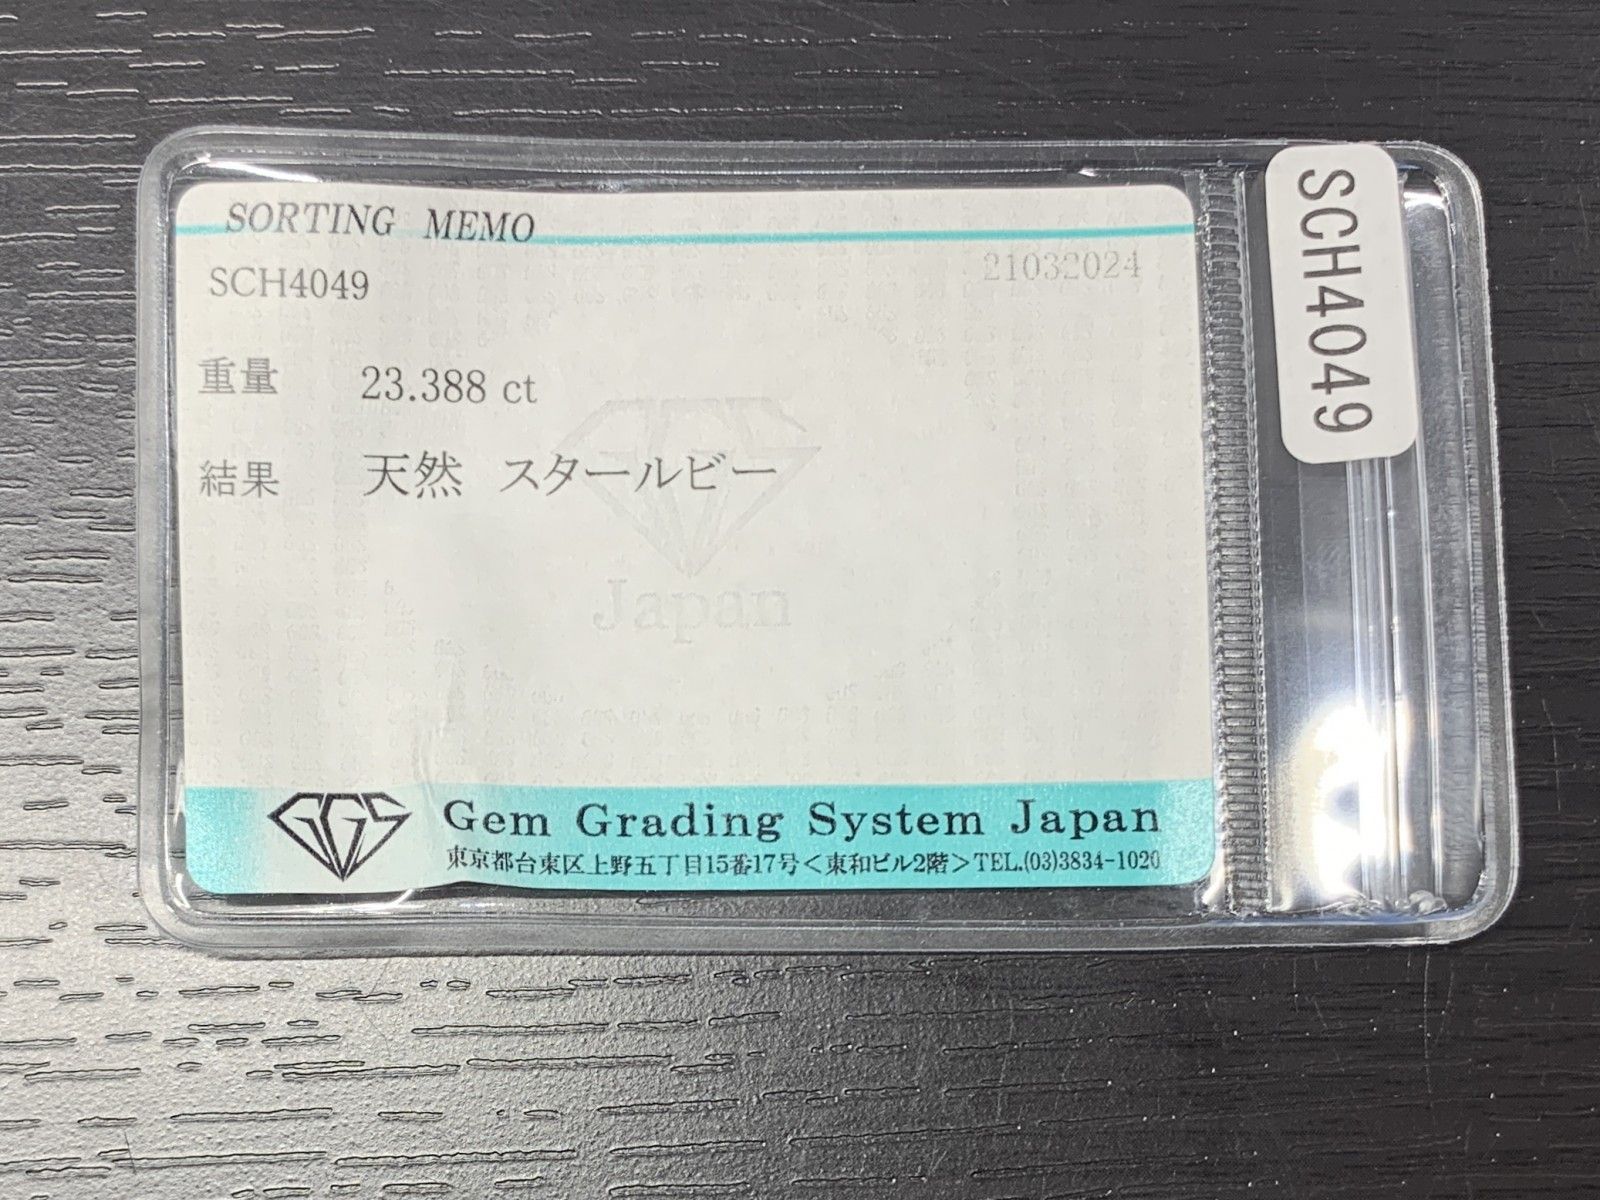 SORTING MEMO
SCH4049
21032024
重量 23.388 ct
結果 天然 スタールビー
Japan
GGS Gem Grading System Japan
東京都台東区上野五丁目15番17号<東和ビル2階>TEL.(03)3834-1020
SCH4049